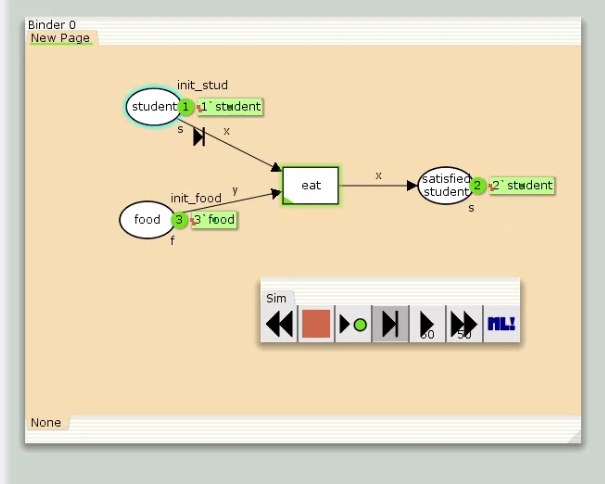 Binder 0
New Page
init_stud
student
1
1`student
s
x
init_food
y
eat
x
satisfied
student
2
2`student
s
food
3
3`food
f
Sim
50
50
ML!
None